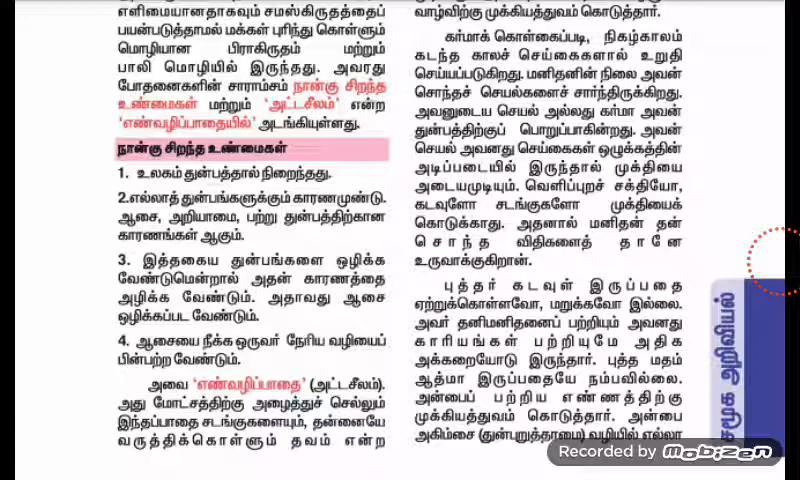 எளிமையானதாகவும் சமஸ்கிருதத்தைப்
பயன்படுத்தாமல் மக்கள் புரிந்து கொள்ளும்
மொழியான பிராகிருதம் மற்றும்
பாலி மொழியில் இருந்தது. அவரது
போதனைகளின் சாராம்சம் நான்கு சிறந்த
உண்மைகள் மற்றும் ‘அட்டசீலம்’ என்ற
‘எண்வழிப்பாதையில்’ அடங்கியுள்ளது.
நான்கு சிறந்த உண்மைகள்
1. உலகம் துன்பத்தால் நிறைந்தது.
2.எல்லாத் துன்பங்களுக்கும் காரணமுண்டு.
ஆசை, அறியாமை, பற்று துன்பத்திற்கான
காரணங்கள் ஆகும்.
3. இத்தகைய துன்பங்களை ஒழிக்க
வேண்டுமென்றால் அதன் காரணத்தை
அழிக்க வேண்டும். அதாவது ஆசை
ஒழிக்கப்பட வேண்டும்.
4. ஆசையை நீக்க ஒருவர் நேரிய வழியைப்
பின்பற்ற வேண்டும்.
அவை ‘எண்வழிப்பாதை’ (அட்டசீலம்).
அது மோட்சத்திற்கு அழைத்துச் செல்லும்
இந்தப்பாதை சடங்குகளையும், தன்னையே
வருத்திக்கொள்ளும் தவம் என்ற
வாழ்விற்கு முக்கியத்துவம் கொடுத்தார்.
கர்மாக் கொள்கைப்படி, நிகழ்காலம்
கடந்த காலச் செய்கைகளால் உறுதி
செய்யப்படுகிறது. மனிதனின் நிலை அவன்
சொந்தச் செயல்களைச் சார்ந்திருக்கிறது.
அவனுடைய செயல் அல்லது கர்மா அவன்
துன்பத்திற்குப் பொறுப்பாகின்றது. அவன்
செயல் அவனது செய்கைகள் ஒழுக்கத்தின்
அடிப்படையில் இருந்தால் முக்தியை
அடையமுடியும். வெளிப்புறச் சக்தியோ,
கடவுளோ சடங்குகளோ முக்தியைக்
கொடுக்காது. அதனால் மனிதன் தன்
சொந்த விதிகளைத் தானே
உருவாக்குகிறான்.
புத்தர் கடவுள் இருப்பதை
ஏற்றுக்கொள்ளவோ, மறுக்கவோ இல்லை.
அவர் தனிமனிதனைப் பற்றியும் அவனது
காரியங்கள் பற்றியுமே அதிக
அக்கறையோடு இருந்தார். புத்த மதம்
ஆத்மா இருப்பதையே நம்பவில்லை.
அன்பைப் பற்றிய எண்ணத்திற்கு
முக்கியத்துவம் கொடுத்தார். அன்பை
அகிம்சை (துன்புறுத்தாமை) வழியில் எல்லா
சமூக அறிவியல்
Recorded by mobizen